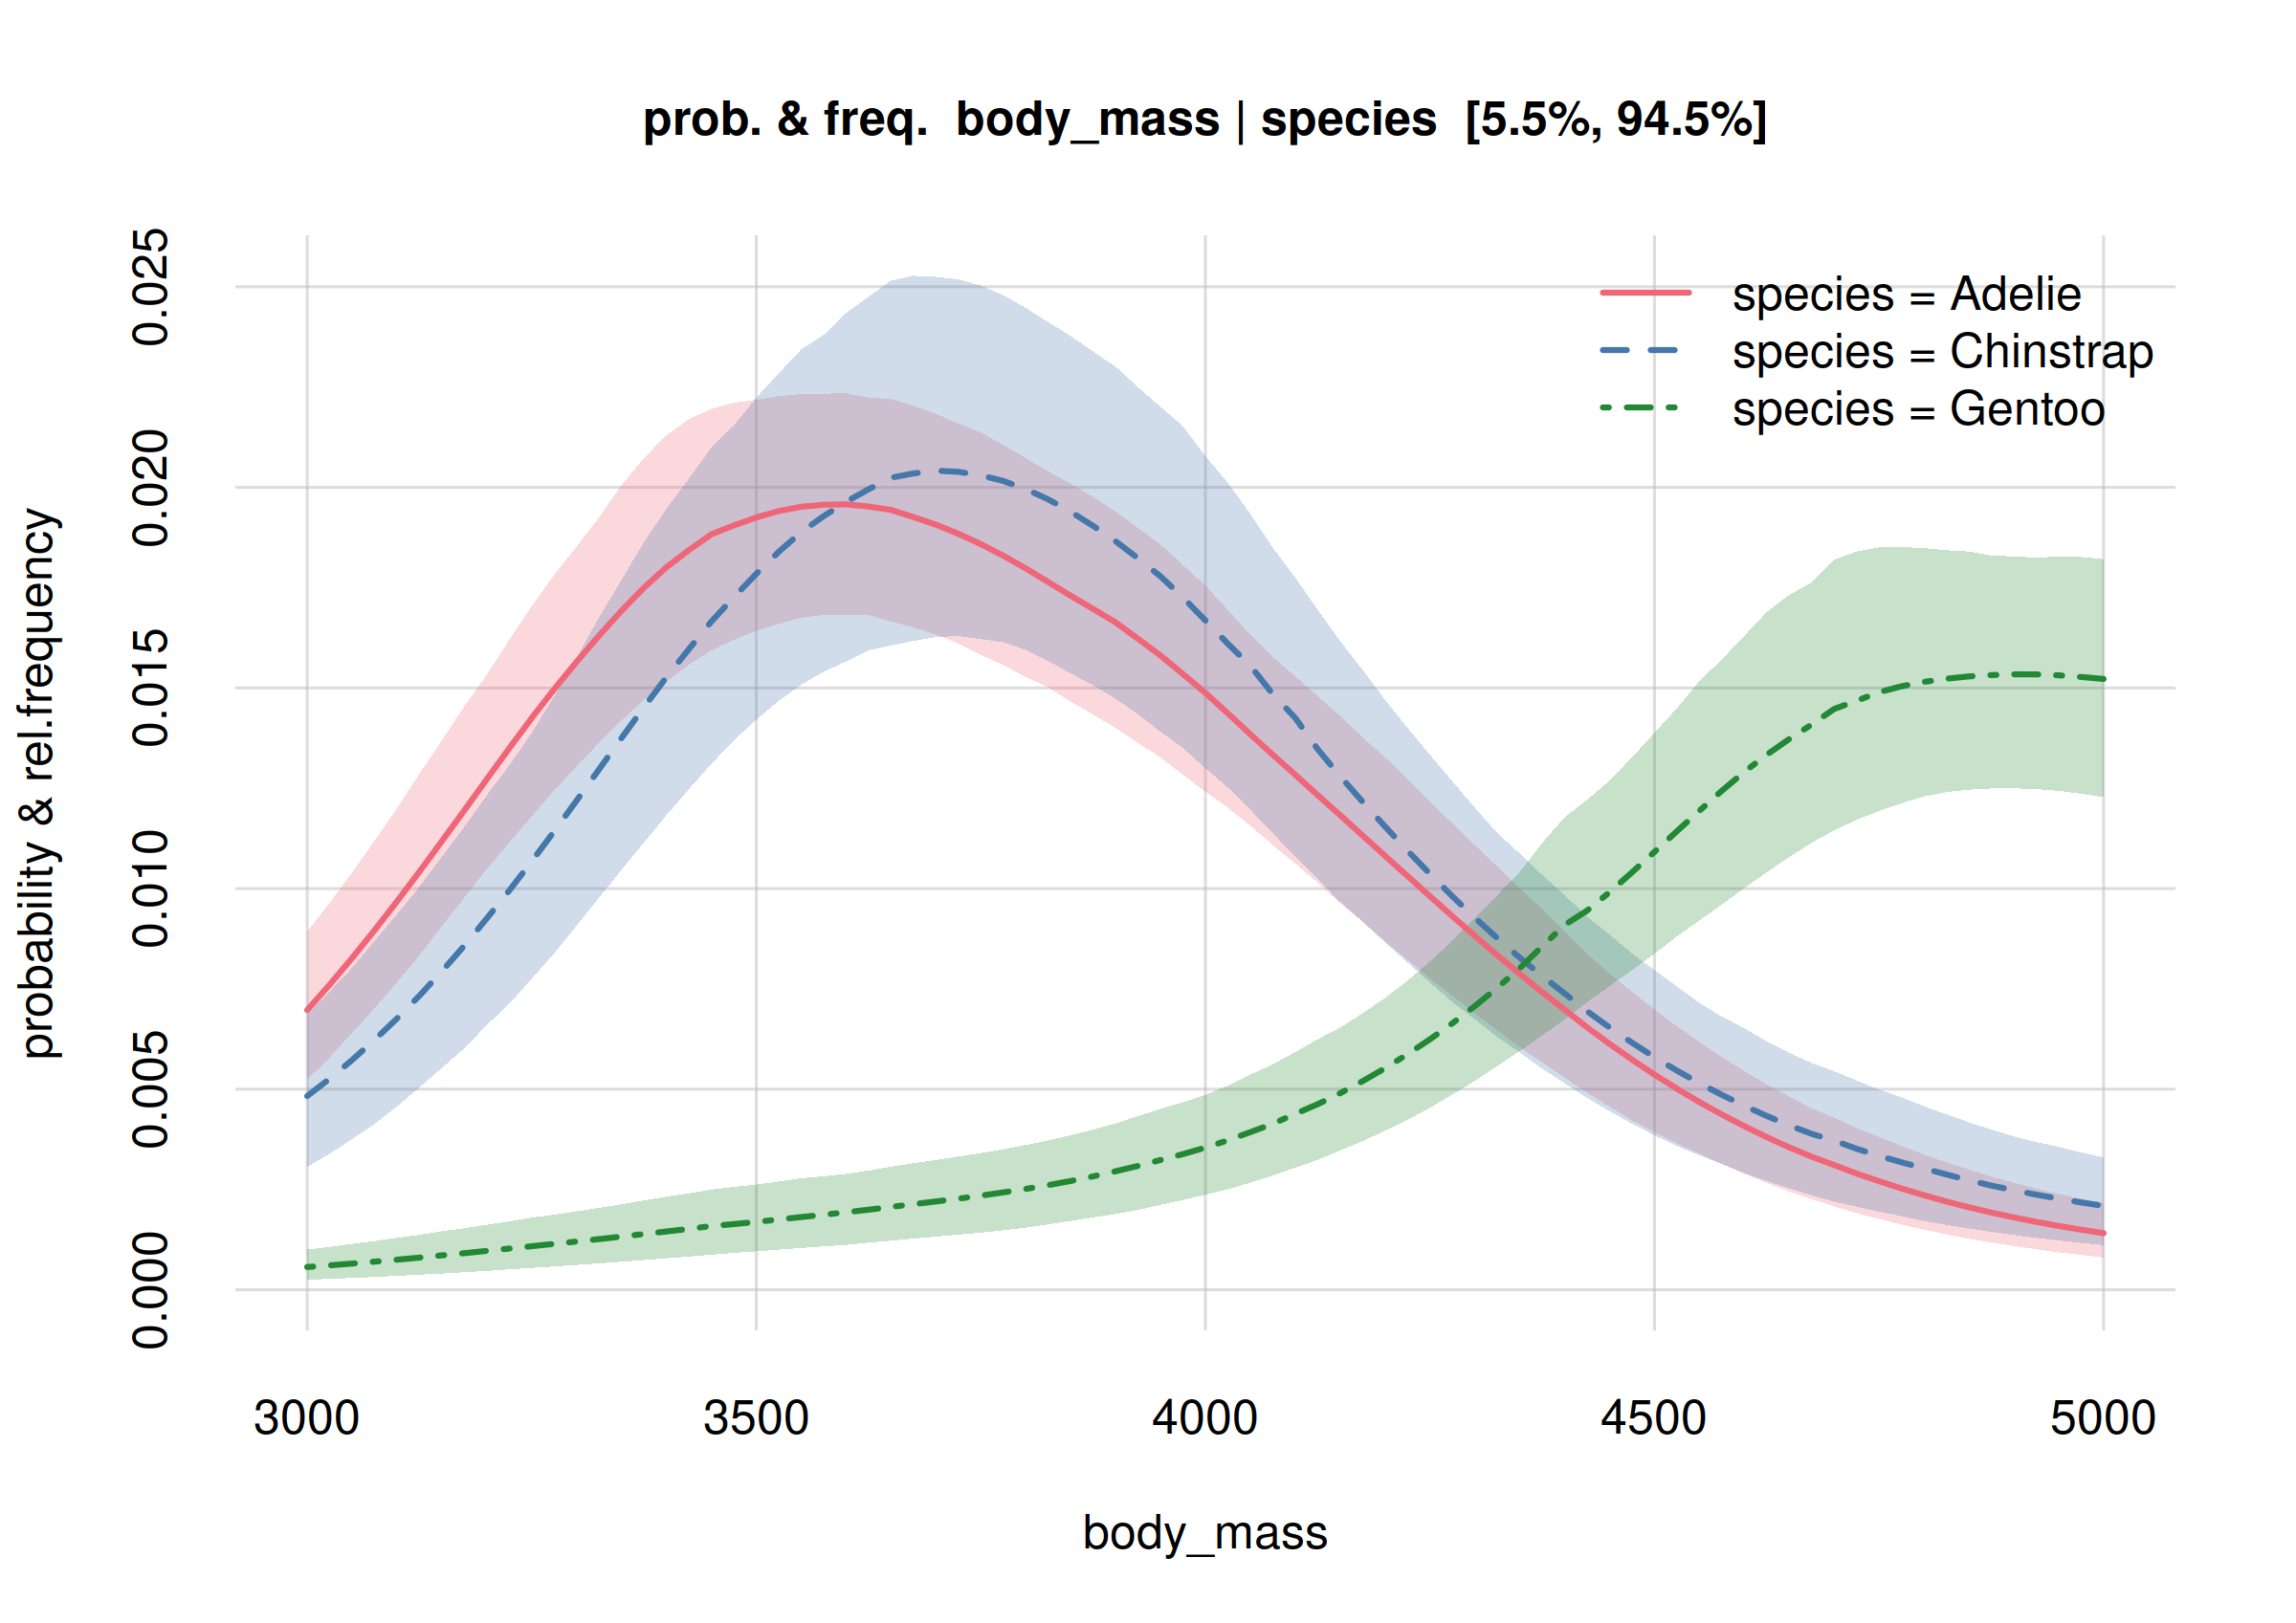 prob. & freq.  body_mass | species  [5.5%, 94.5%]
species = Adelie
species = Chinstrap
species = Gentoo
probability & rel.frequency
0.025
0.020
0.015
0.010
0.005
0.000
3000 3500 4000 4500 5000
body_mass